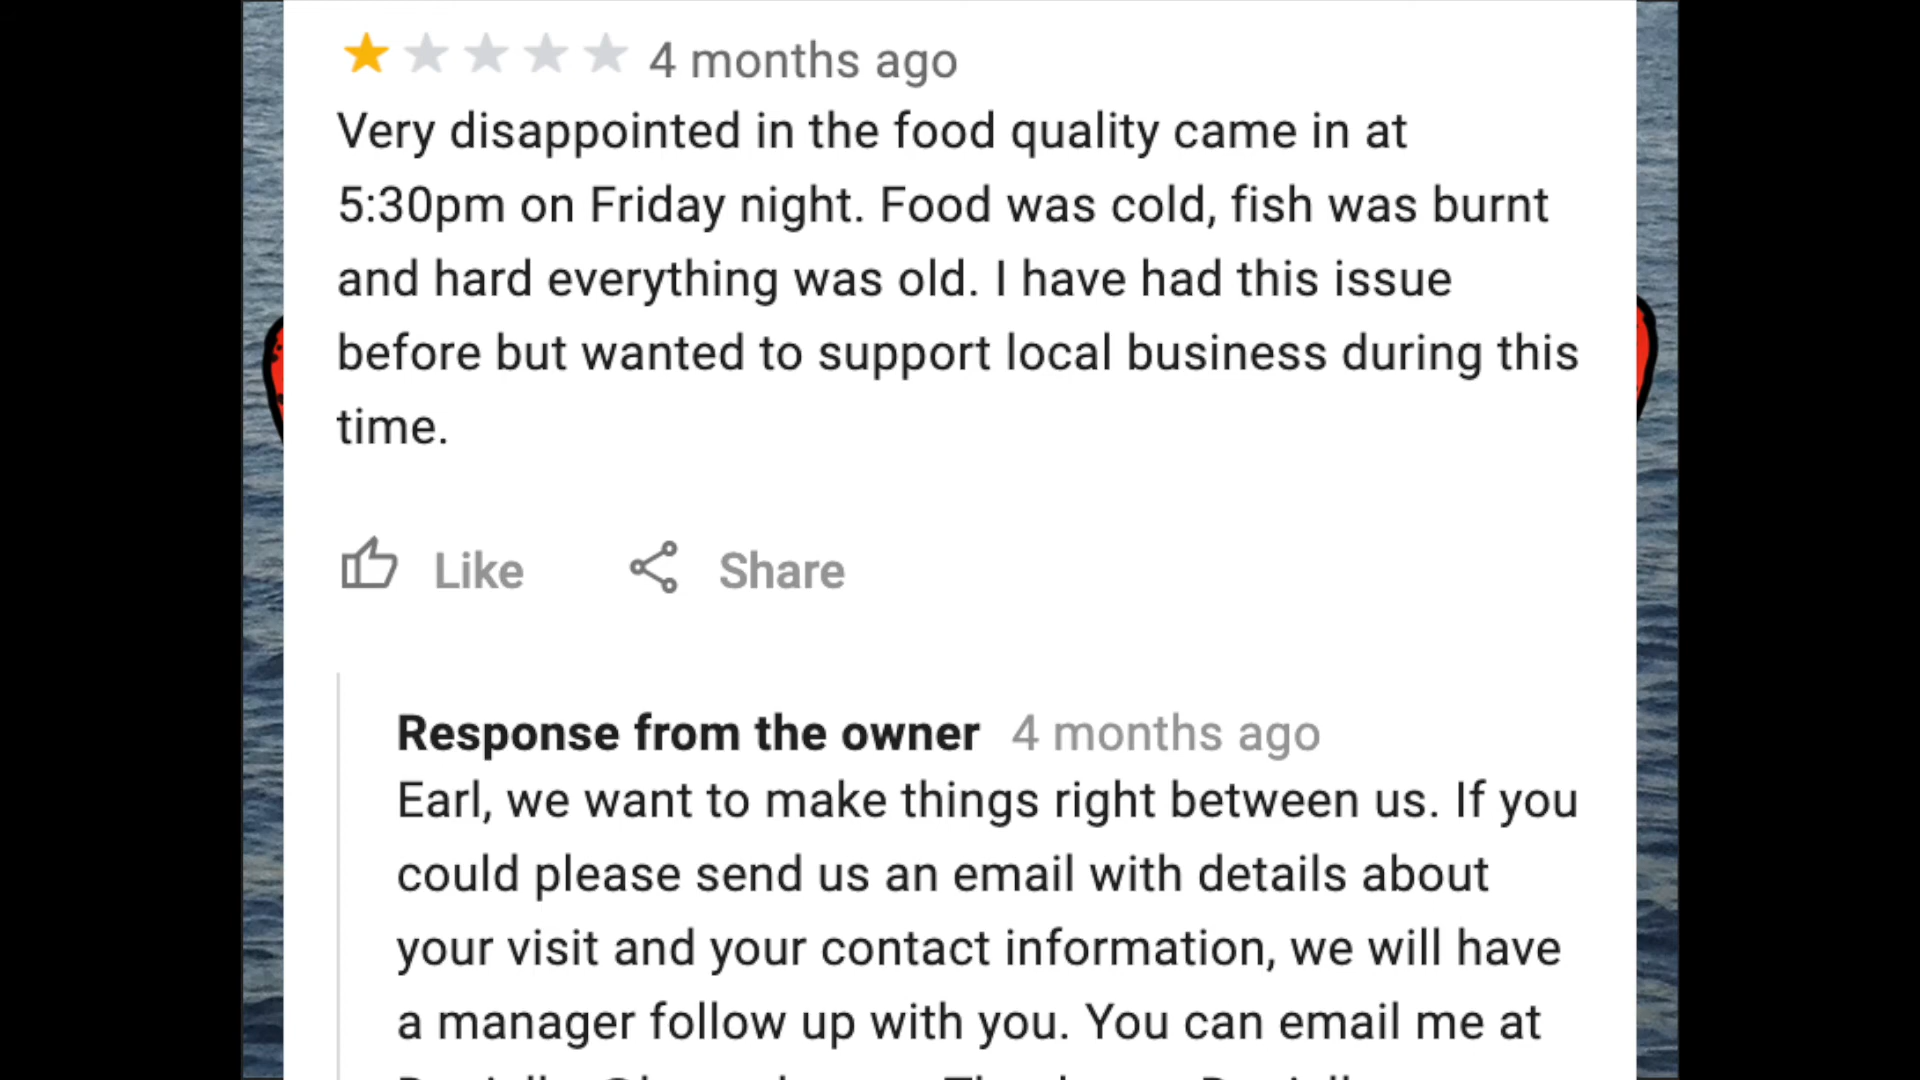 4 months ago
Very disappointed in the food quality came in at
5:30pm on Friday night. Food was cold, fish was burnt
and hard everything was old. I have had this issue
before but wanted to support local business during this
time.
Like Share
Response from the owner 4 months ago
Earl, we want to make things right between us. If you
could please send us an email with details about
your visit and your contact information, we will have
a manager follow up with you. You can email me at